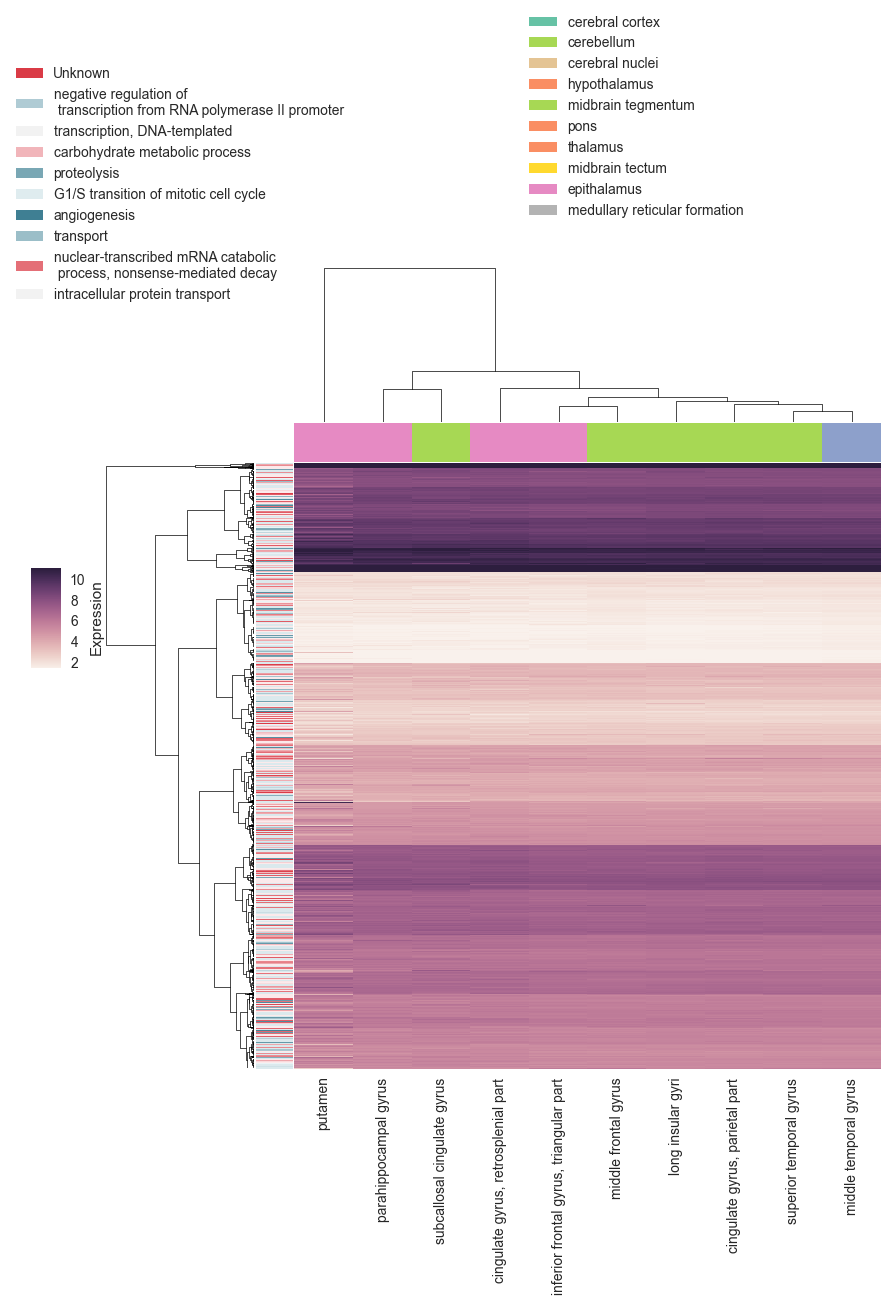 cerebral cortex
cerebellum
cerebral nuclei
hypothalamus
midbrain tegmentum
pons
thalamus
midbrain tectum
epithalamus
medullary reticular formation
Unknown
negative regulation of
transcription from RNA polymerase II promoter
transcription, DNA-templated
carbohydrate metabolic process
proteolysis
G1/S transition of mitotic cell cycle
angiogenesis
transport
nuclear-transcribed mRNA catabolic
process, nonsense-mediated decay
intracellular protein transport
10
8
6
4
2
Expression
putamen
parahippocampal gyrus
subcallosal cingulate gyrus
cingulate gyrus, retrosplenial part
inferior frontal gyrus, triangular part
middle frontal gyrus
long insular gyri
cingulate gyrus, parietal part
superior temporal gyrus
middle temporal gyrus